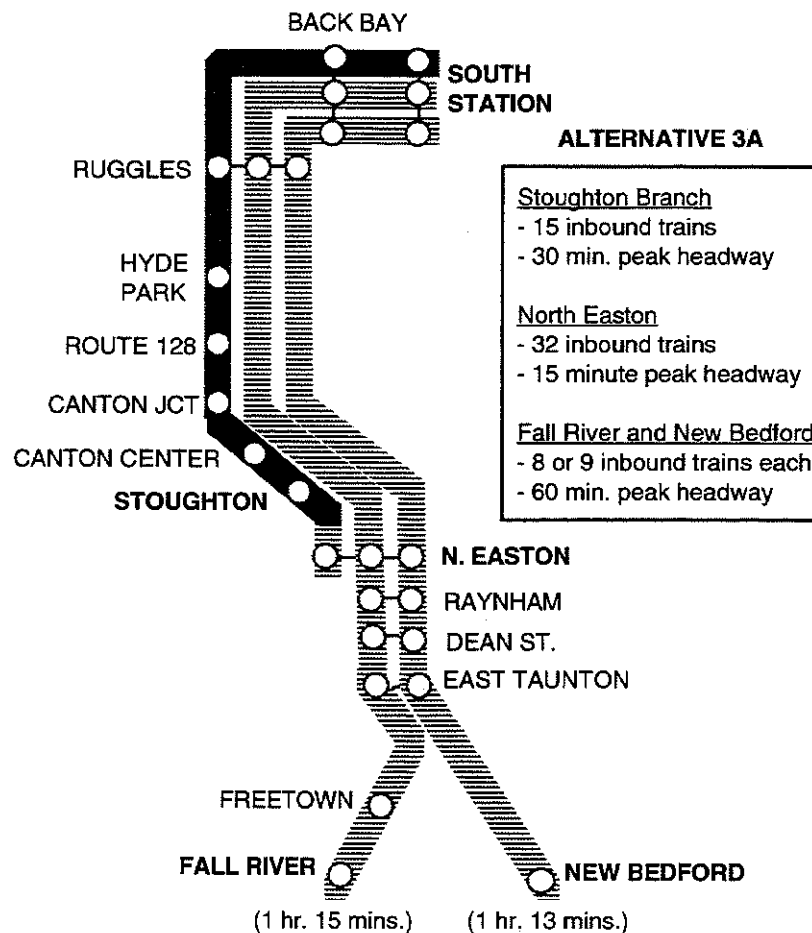 BACK BAY
SOUTH
STATION
ALTERNATIVE 3A
RUGGLES
Stoughton Branch
- 15 inbound trains
- 30 min. peak headway
HYDE
PARK
North Easton
- 32 inbound trains
- 15 minute peak headway
ROUTE 128
CANTON JCT
Fall River and New Bedford
- 8 or 9 inbound trains each
- 60 min. peak headway
CANTON CENTER
STOUGHTON
N. EASTON
RAYNHAM
DEAN ST.
EAST TAUNTON
FREETOWN
FALL RIVER
NEW BEDFORD
(1 hr. 15 mins.)
(1 hr. 13 mins.)